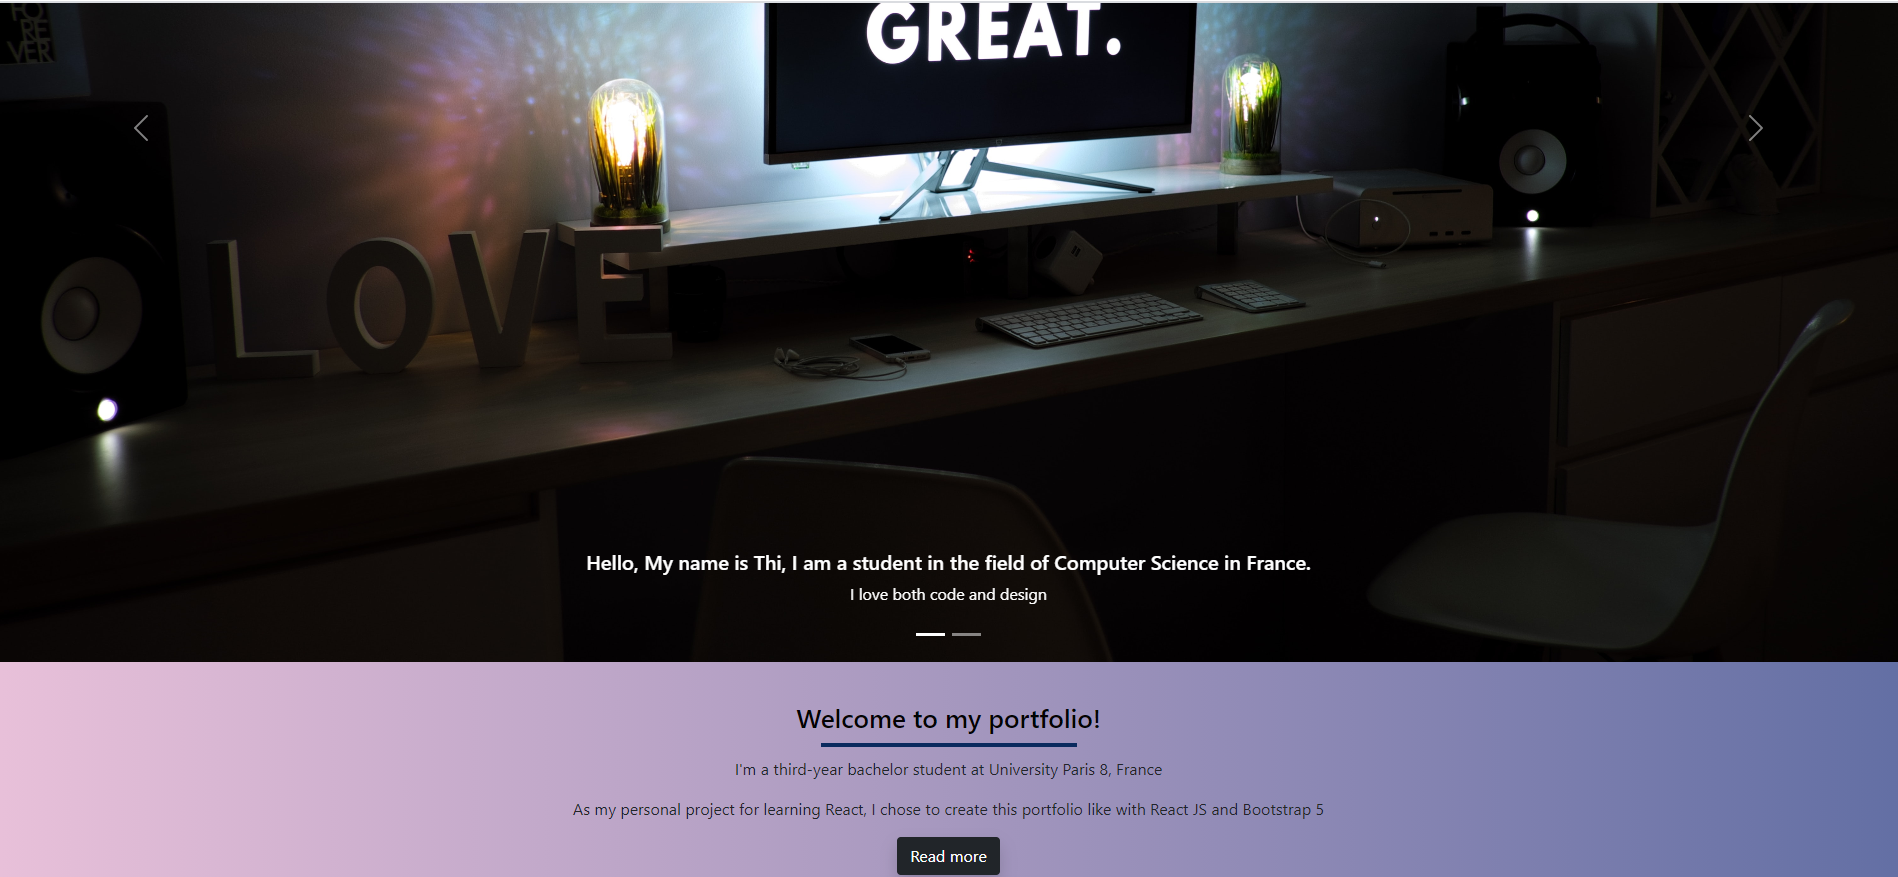 FO
RE
VER
GREAT.
LOVE
Hello, My name is Thi, I am a student in the field of Computer Science in France.
I love both code and design
Welcome to my portfolio!
I'm a third-year bachelor student at University Paris 8, France
As my personal project for learning React, I chose to create this portfolio like with React JS and Bootstrap 5
Read more